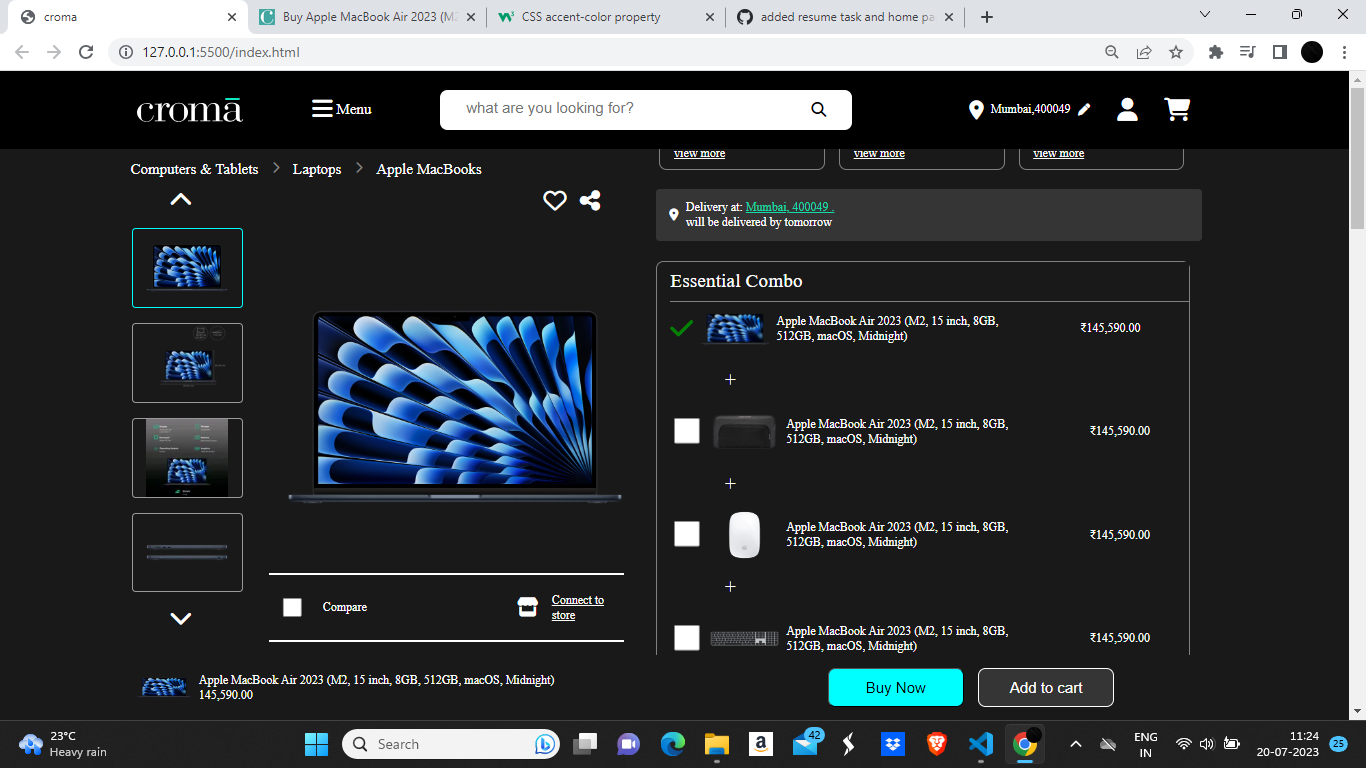 croma
Buy Apple MacBook Air 2023 (M2
CSS accent-color property
added resume task and home pa
127.0.0.1:5500/index.html
cromā
Menu
what are you looking for?
Mumbai,400049
Computers & Tablets
Laptops
Apple MacBooks
view more
view more
view more
Delivery at: Mumbai, 400049 .
will be delivered by tomorrow
Essential Combo
Apple MacBook Air 2023 (M2, 15 inch, 8GB,
512GB, macOS, Midnight)
₹145,590.00
+
Apple MacBook Air 2023 (M2, 15 inch, 8GB,
512GB, macOS, Midnight)
₹145,590.00
+
Apple MacBook Air 2023 (M2, 15 inch, 8GB,
512GB, macOS, Midnight)
₹145,590.00
+
Apple MacBook Air 2023 (M2, 15 inch, 8GB,
512GB, macOS, Midnight)
₹145,590.00
Compare
Connect to
store
Apple MacBook Air 2023 (M2, 15 inch, 8GB, 512GB, macOS, Midnight)
145,590.00
Buy Now
Add to cart
23°C
Heavy rain
Search
42
ENG
IN
11:24
20-07-2023
25